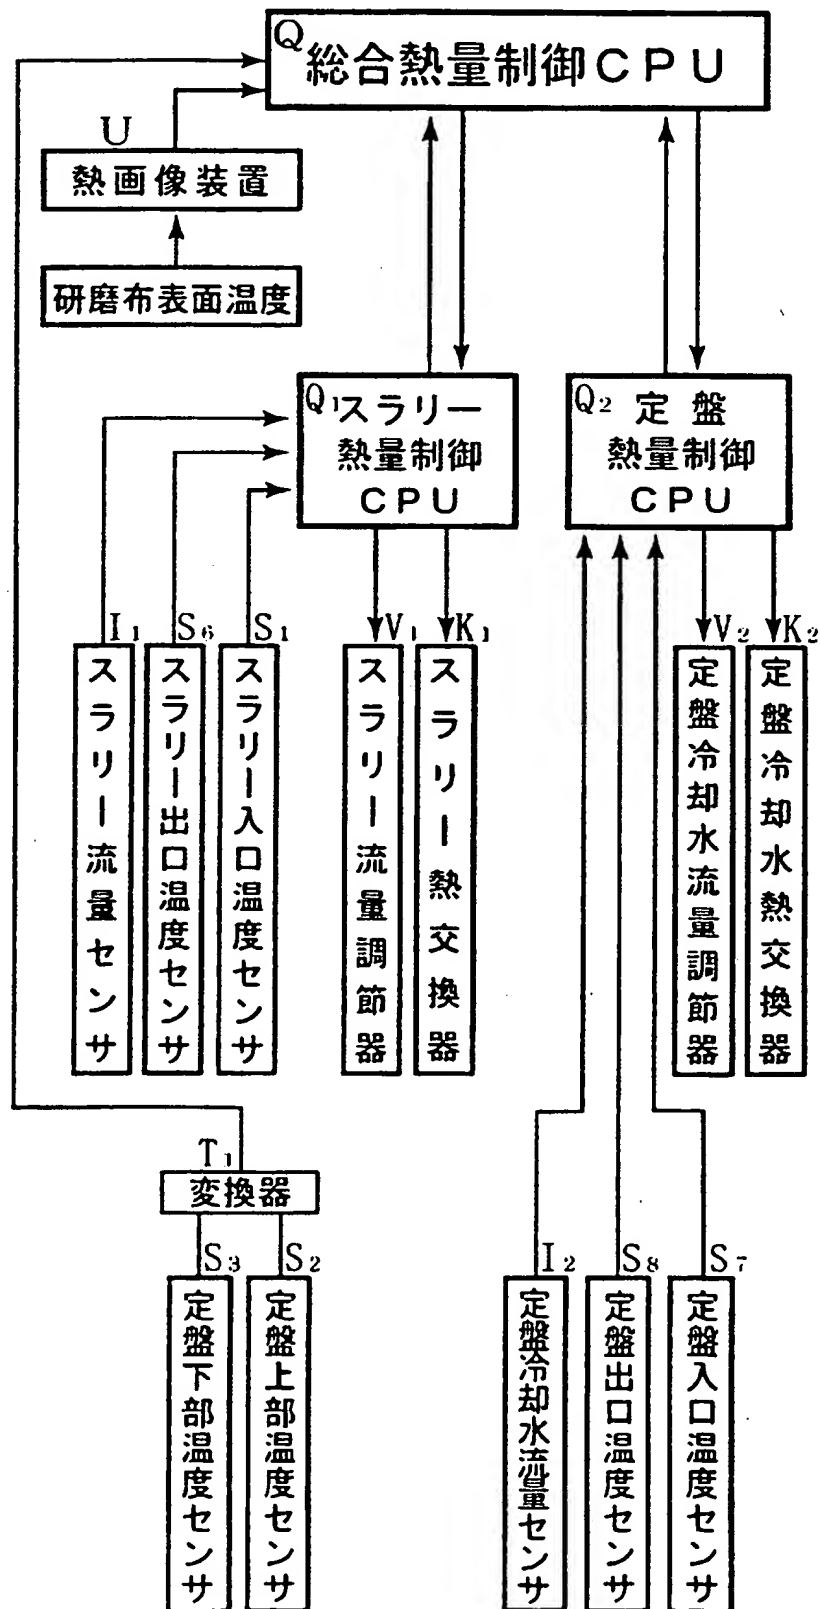 Q
総合熱量制御CPU
U
熱画像装置
研磨布表面温度
Q1
スラリー
熱量制御
CPU
Q2
定盤
熱量制御
CPU
I1
スラリー流量センサ
S6
スラリー出口温度センサ
S1
スラリー入口温度センサ
V1
スラリー流量調節器
K1
スラリー熱交換器
V2
定盤冷却水流量調節器
K2
定盤冷却水熱交換器
T1
変換器
S3
定盤下部温度センサ
S2
定盤上部温度センサ
I2
定盤冷却水流量センサ
S8
定盤出口温度センサ
S7
定盤入口温度センサ